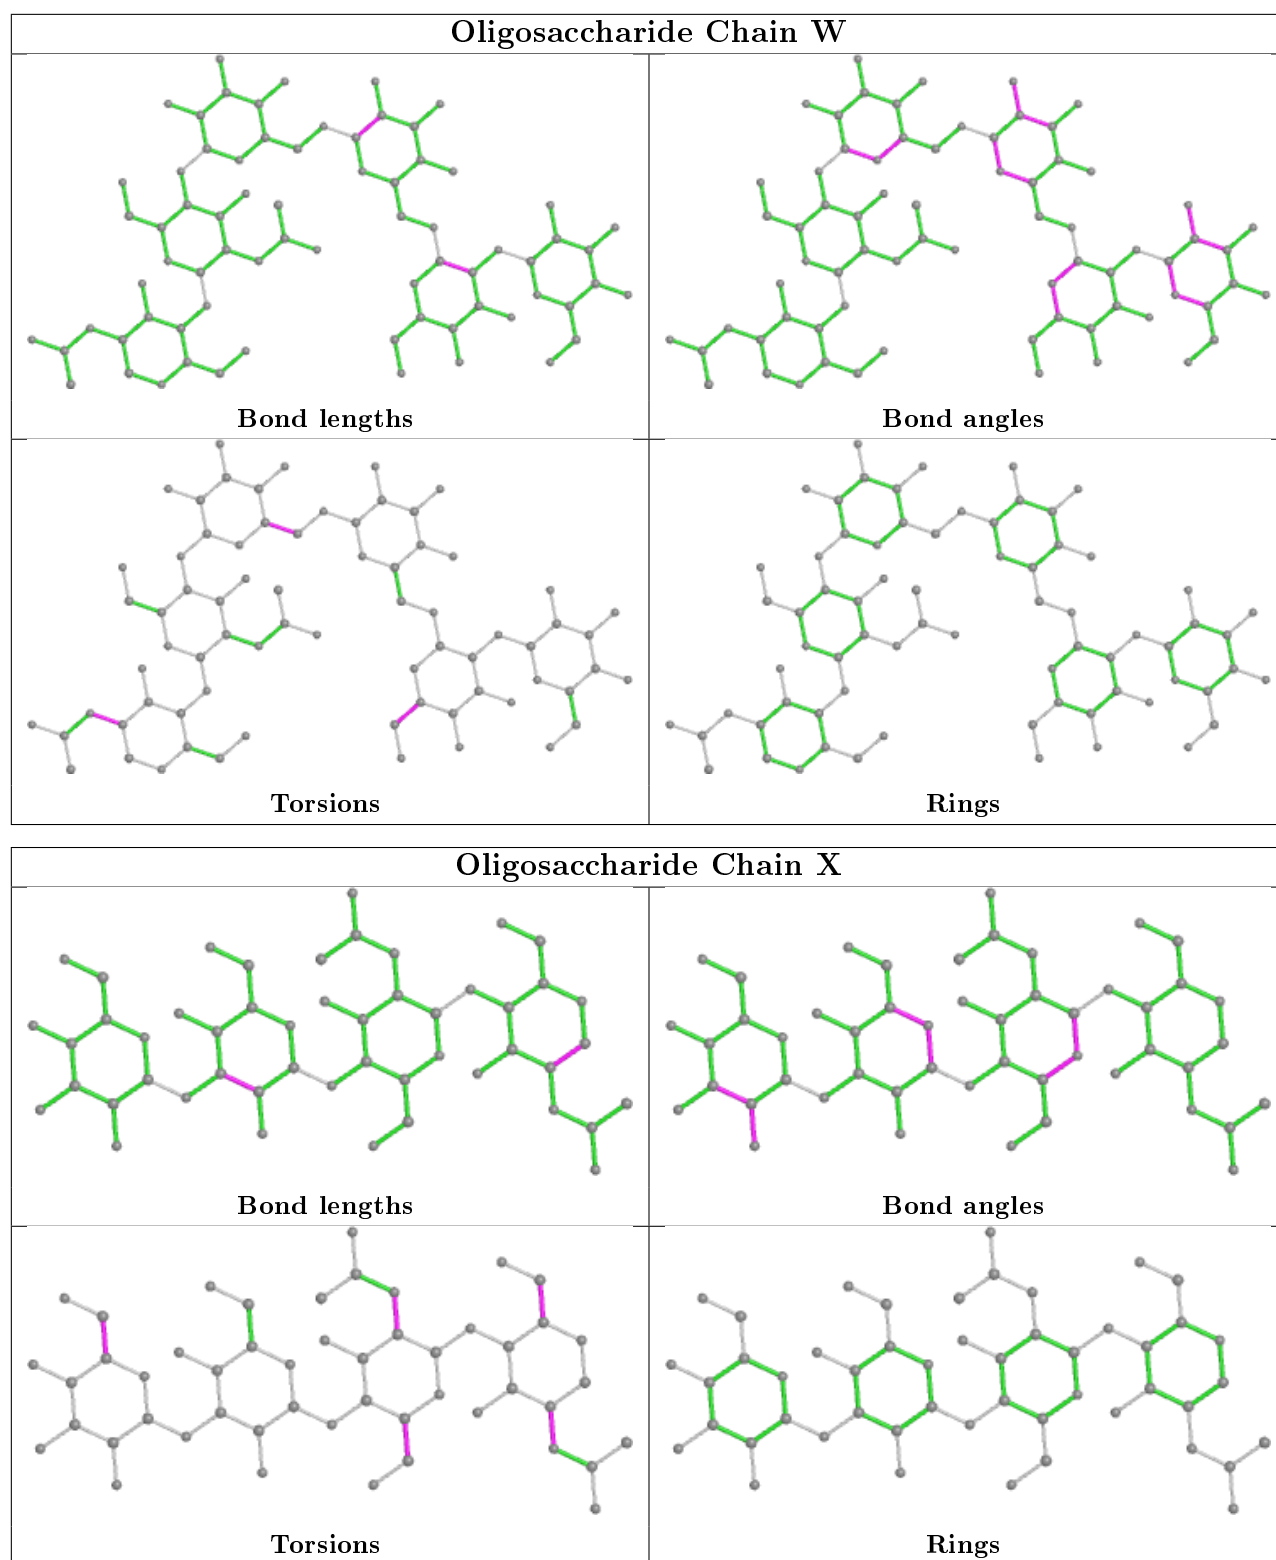 Oligosaccharide Chain W
Bond lengths
Bond angles
Torsions
Rings
Oligosaccharide Chain X
Bond lengths
Bond angles
Torsions
Rings